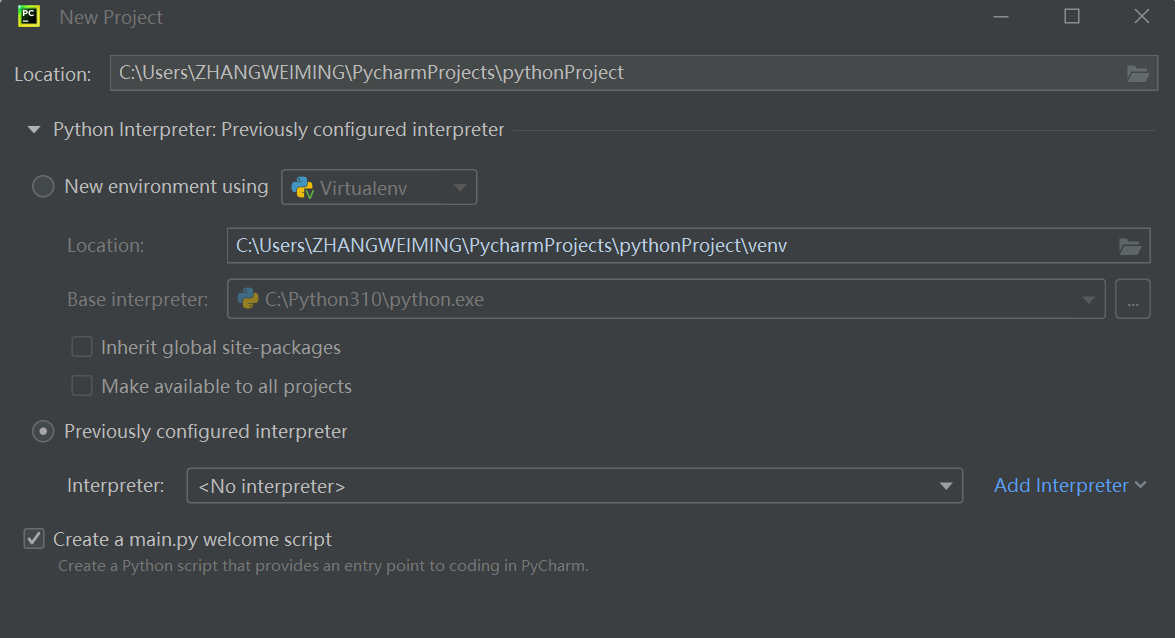 PC New Project
Location: C:\Users\ZHANGWEIMING\PycharmProjects\pythonProject
Python Interpreter: Previously configured interpreter
New environment using Virtualenv
Location: C:\Users\ZHANGWEIMING\PycharmProjects\pythonProject\venv
Base interpreter: C:\Python310\python.exe ...
Inherit global site-packages
Make available to all projects
Previously configured interpreter
Interpreter: <No interpreter> Add Interpreter
Create a main.py welcome script
Create a Python script that provides an entry point to coding in PyCharm.